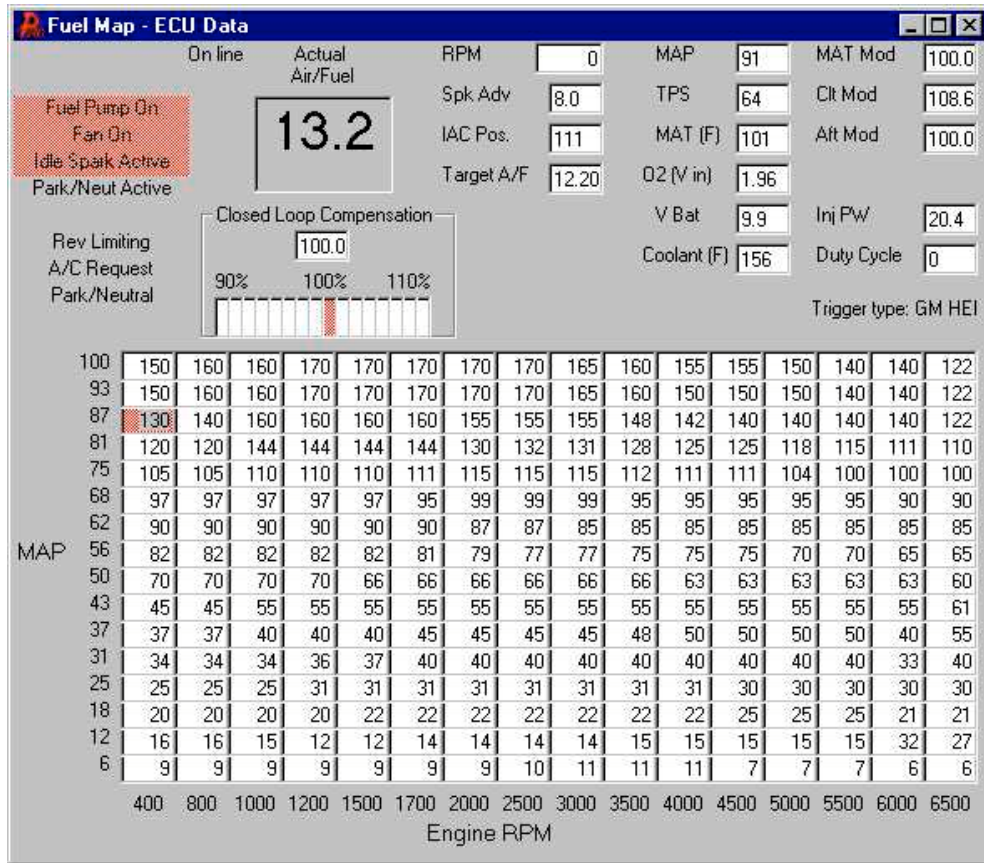 Fuel Map - ECU Data
On line Actual Air/Fuel
13.2
Fuel Pump On
Fan On
Idle Spark Active
Park/Neut Active
Rev Limiting
A/C Request
Park/Neutral
Closed Loop Compensation
100.0
90% 100% 110%
RPM 0 MAP 91 MAT Mod 100.0
Spk Adv 8.0 TPS 64 Clt Mod 108.6
IAC Pos. 111 MAT (F) 101 Aft Mod 100.0
Target A/F 12.20 O2 (V in) 1.96
V Bat 9.9 Inj PW 20.4
Coolant (F) 156 Duty Cycle 0
Trigger type: GM HEI
100 150 160 160 170 170 170 170 170 165 160 155 155 150 140 140 122
93 150 160 160 170 170 170 170 170 165 160 150 150 150 140 140 122
87 130 140 160 160 160 160 155 155 155 148 142 140 140 140 140 122
81 120 120 144 144 144 144 130 132 131 128 125 125 118 115 111 110
75 105 105 110 110 110 111 115 115 115 112 111 111 104 100 100 100
68 97 97 97 97 97 95 99 99 99 95 95 95 95 95 90 90
62 90 90 90 90 90 90 87 87 85 85 85 85 85 85 85 85
MAP 56 82 82 82 82 82 81 79 77 77 75 75 75 70 70 65 65
50 70 70 70 70 66 66 66 66 66 66 63 63 63 63 63 60
43 45 45 55 55 55 55 55 55 55 55 55 55 55 55 55 61
37 37 37 40 40 40 45 45 45 45 48 50 50 50 50 40 55
31 34 34 34 36 37 40 40 40 40 40 40 40 40 40 33 40
25 25 25 25 31 31 31 31 31 31 31 31 30 30 30 30 30
18 20 20 20 20 22 22 22 22 22 22 22 25 25 25 21 21
12 16 16 15 12 12 14 14 14 14 15 15 15 15 15 32 27
6 9 9 9 9 9 9 9 10 11 11 11 7 7 7 6 6
400 800 1000 1200 1500 1700 2000 2500 3000 3500 4000 4500 5000 5500 6000 6500
Engine RPM